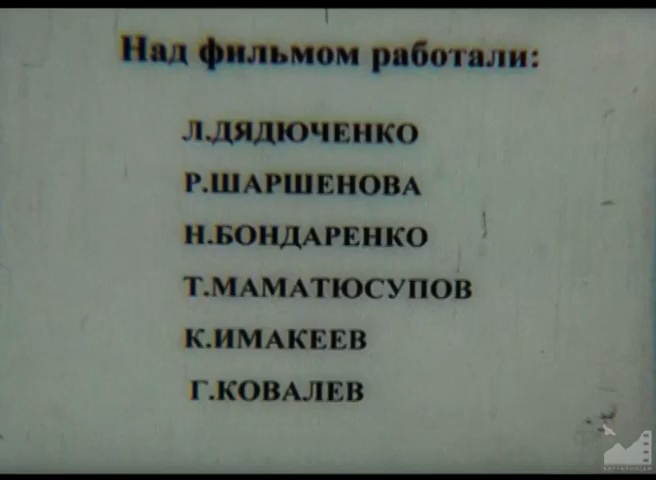 Над фильмом работали:
Л.ДЯДЮЧЕНКО
Р.ШАРШЕНОВА
Н.БОНДАРЕНКО
Т.МАМАТЮСУПОВ
К.ИМАКЕЕВ
Г.КОВАЛЕВ